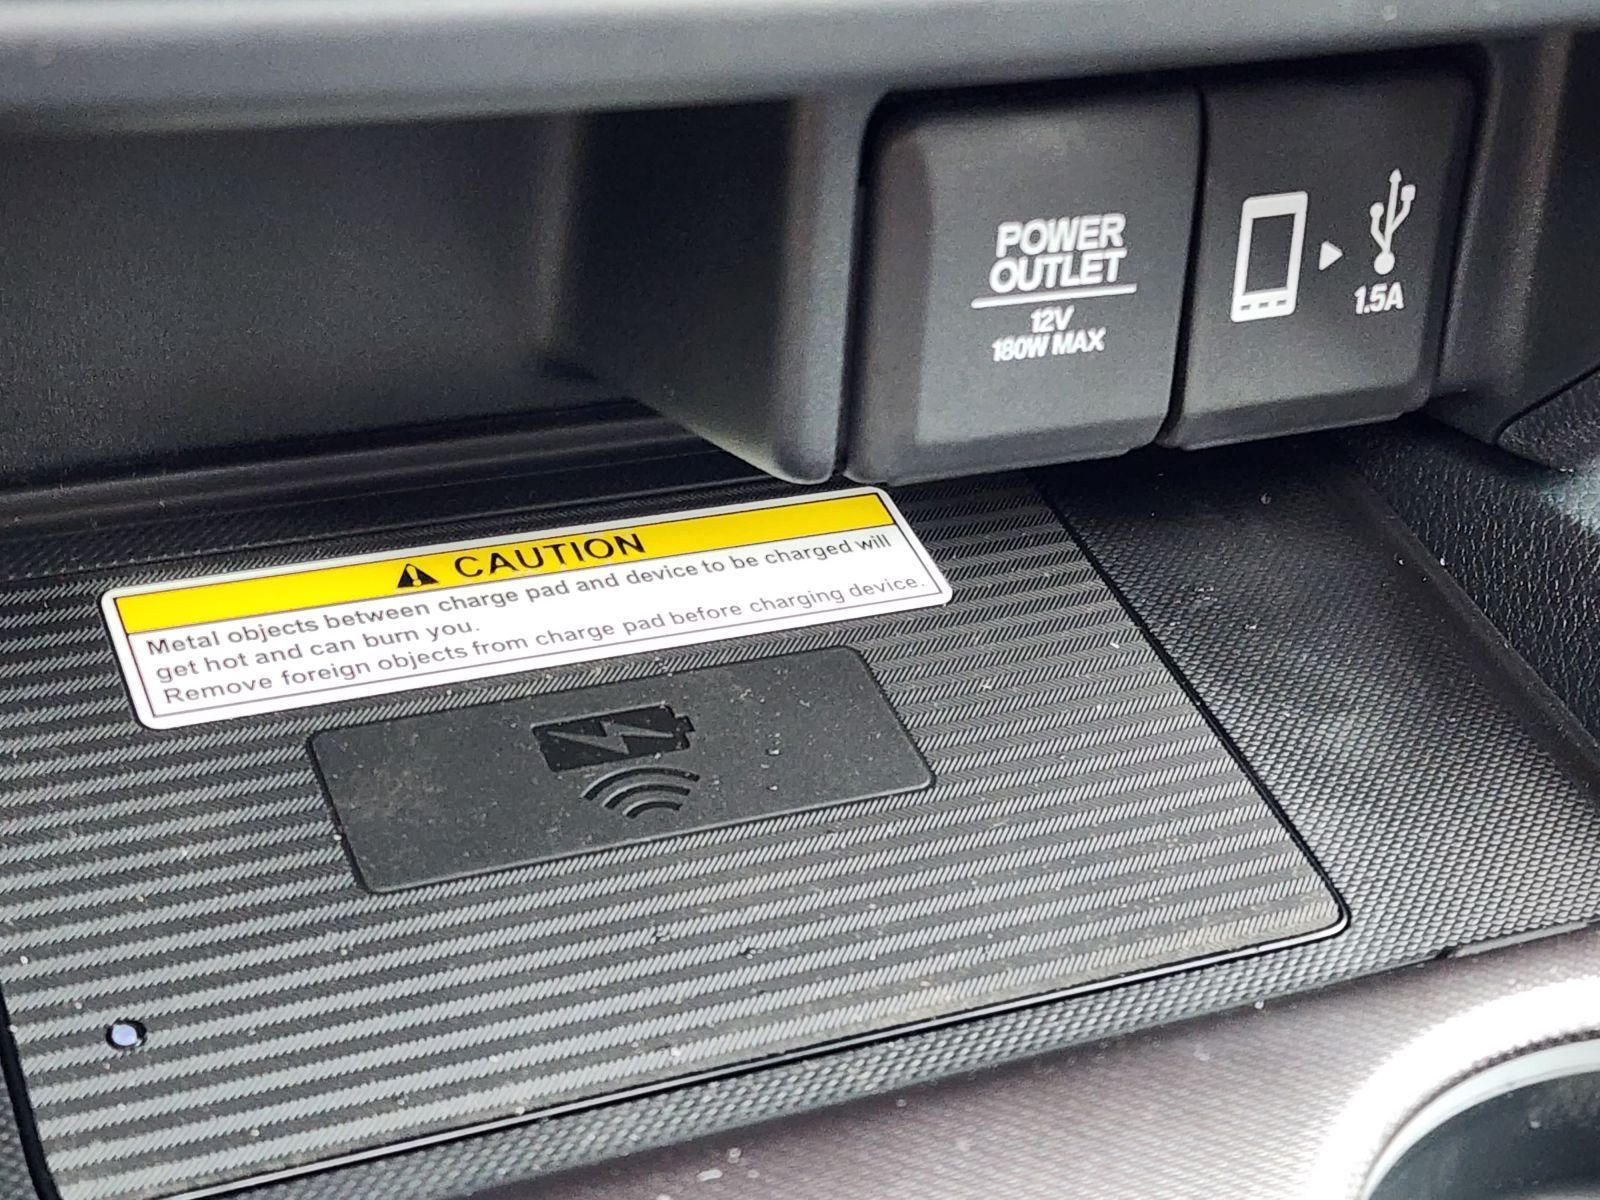 POWER
OUTLET
12V
180W MAX
1.5A
CAUTION
Metal objects between charge pad and device to be charged will
get hot and can burn you.
Remove foreign objects from charge pad before charging device.